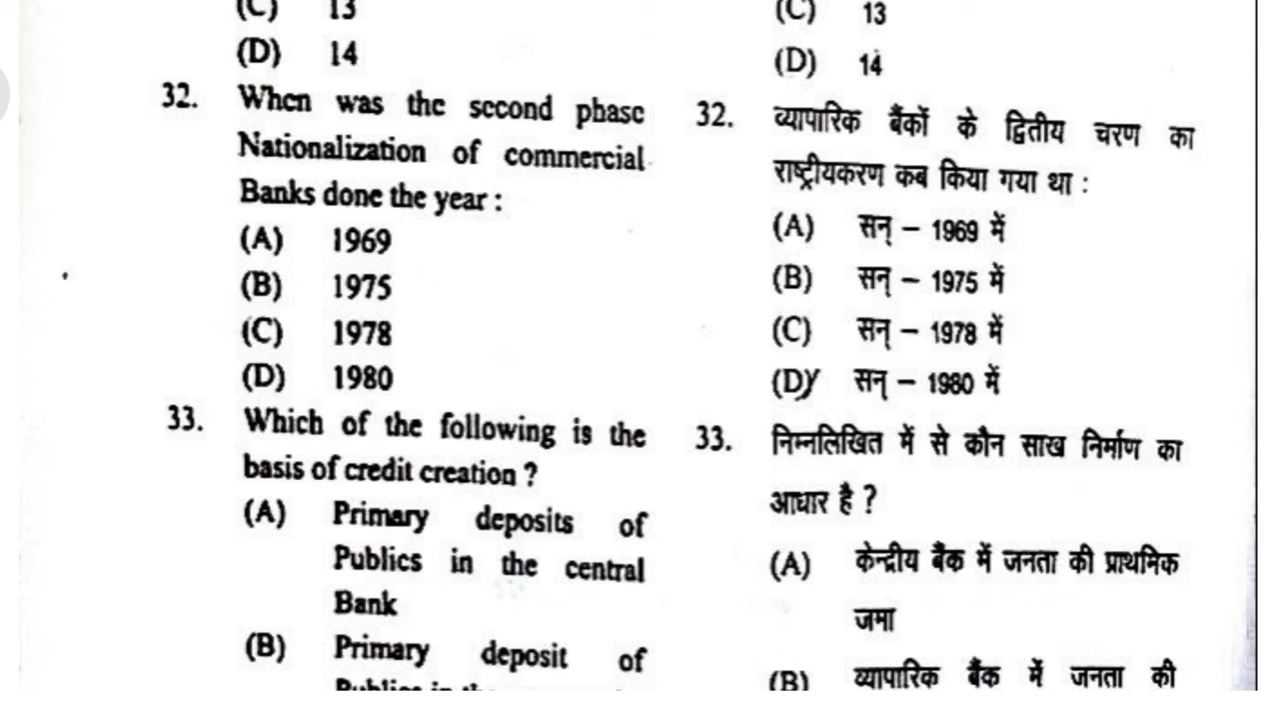 (C) 13
(D) 14
32. When was the second phase
Nationalization of commercial
Banks done the year :
(A) 1969
(B) 1975
(C) 1978
(D) 1980
33. Which of the following is the
basis of credit creation ?
(A) Primary deposits of
Publics in the central
Bank
(B) Primary deposit of
Publics in the
(C) 13
(D) 14
32. व्यापारिक बैंकों के द्वितीय चरण का
राष्ट्रीयकरण कब किया गया था :
(A) सन् – 1969 में
(B) सन् – 1975 में
(C) सन् – 1978 में
(D) सन् – 1980 में
33. निम्नलिखित में से कौन साख निर्माण का
आधार है ?
(A) केन्द्रीय बैंक में जनता की प्राथमिक
जमा
(B) व्यापारिक बैंक में जनता की